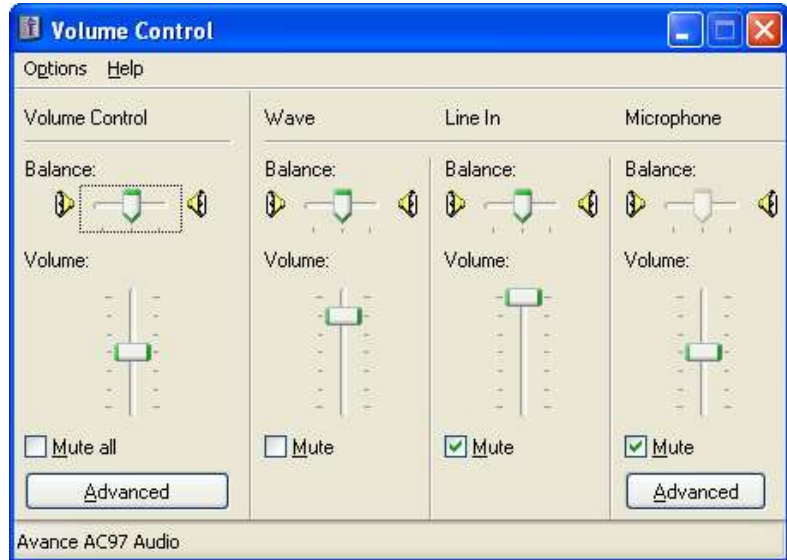 Volume Control
Options Help
Volume Control Wave Line In Microphone
Balance: Balance: Balance: Balance:
Volume: Volume: Volume: Volume:
Mute all Mute Mute Mute
Advanced Advanced
Avance AC97 Audio